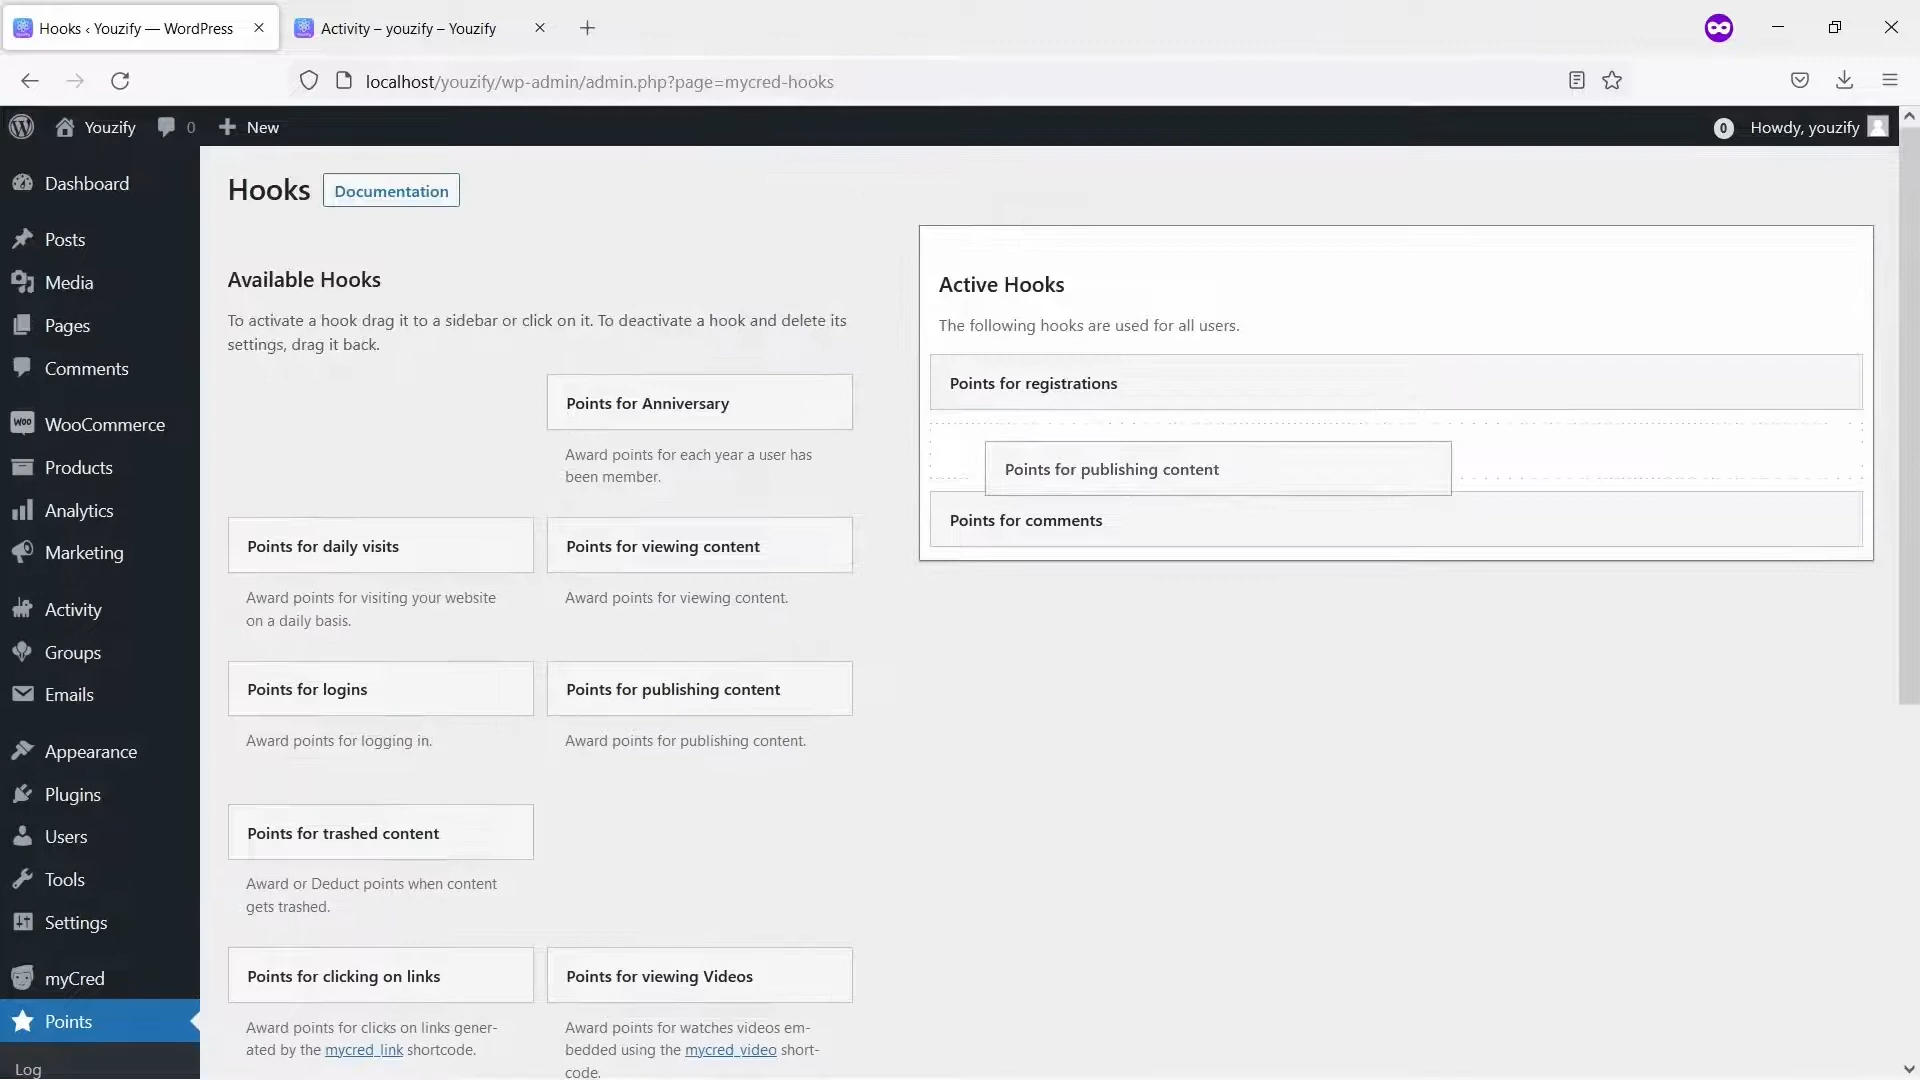 Hooks ‹ Youzify — WordPress
Activity – youzify – Youzify
localhost/youzify/wp-admin/admin.php?page=mycred-hooks
Youzify
0
New
0
Howdy, youzify
Dashboard
Posts
Media
Pages
Comments
WooCommerce
Products
Analytics
Marketing
Activity
Groups
Emails
Appearance
Plugins
Users
Tools
Settings
myCred
Points
Log
Hooks
Documentation
Available Hooks
To activate a hook drag it to a sidebar or click on it. To deactivate a hook and delete its
settings, drag it back.
Points for Anniversary
Award points for each year a user has
been member.
Points for daily visits
Award points for visiting your website
on a daily basis.
Points for viewing content
Award points for viewing content.
Points for logins
Award points for logging in.
Points for publishing content
Award points for publishing content.
Points for trashed content
Award or Deduct points when content
gets trashed.
Points for clicking on links
Award points for clicks on links gener-
ated by the mycred_link shortcode.
Points for viewing Videos
Award points for watches videos em-
bedded using the mycred_video short-
code.
Active Hooks
The following hooks are used for all users.
Points for registrations
Points for publishing content
Points for comments